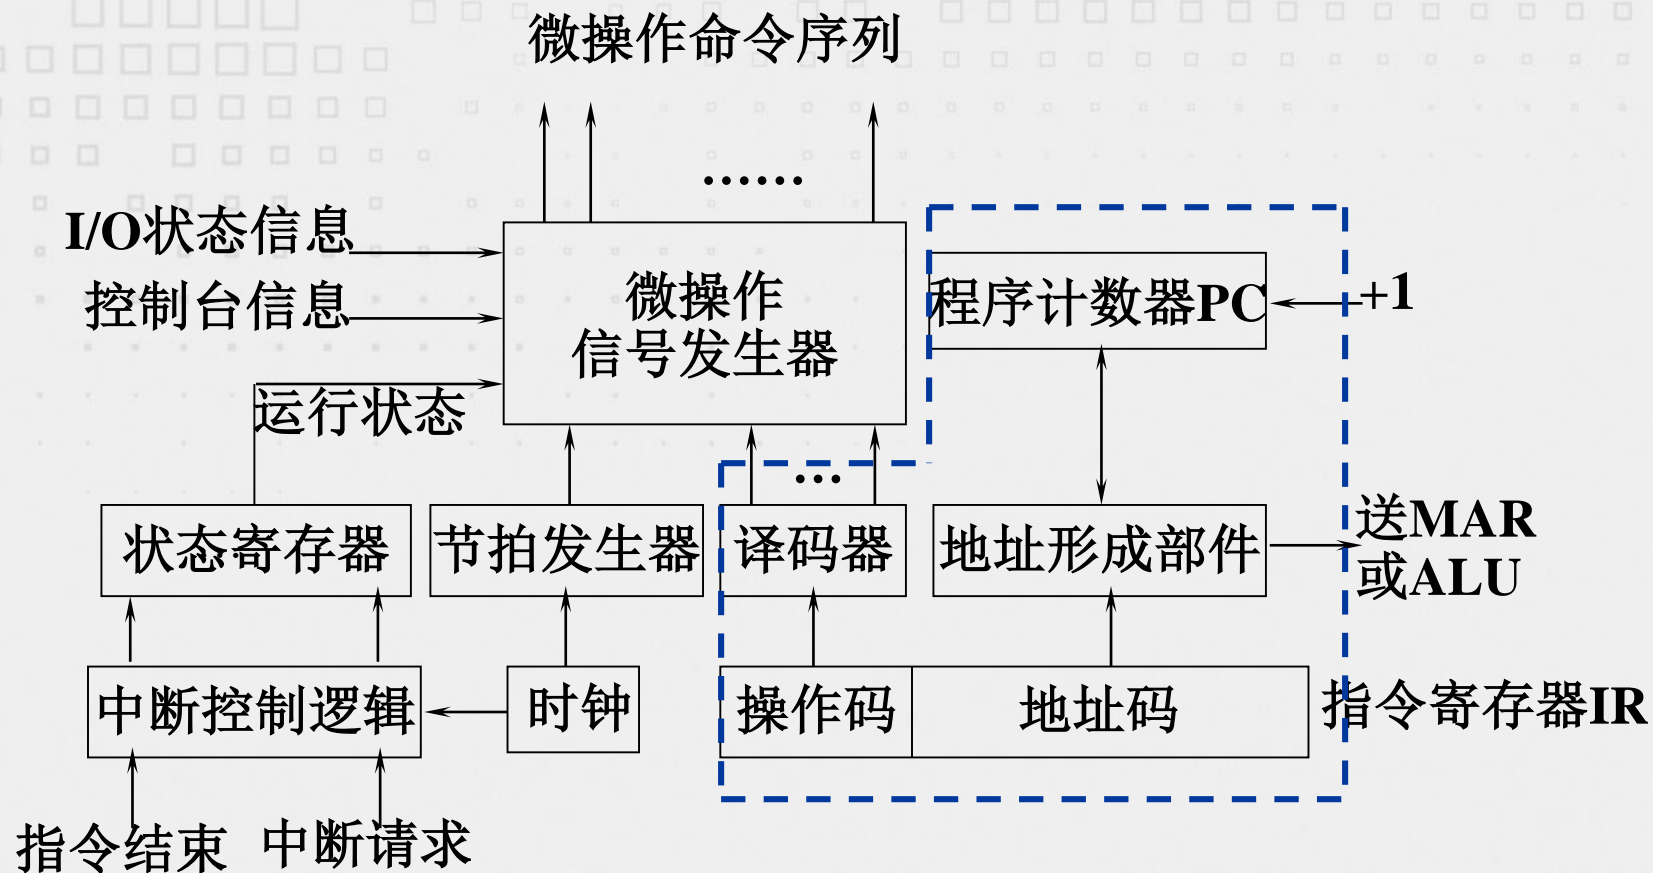 微操作命令序列
......
I/O状态信息
控制台信息
运行状态
微操作
信号发生器
程序计数器PC
+1
...
状态寄存器
节拍发生器
译码器
地址形成部件
送MAR
或ALU
中断控制逻辑
时钟
操作码
地址码
指令寄存器IR
指令结束
中断请求